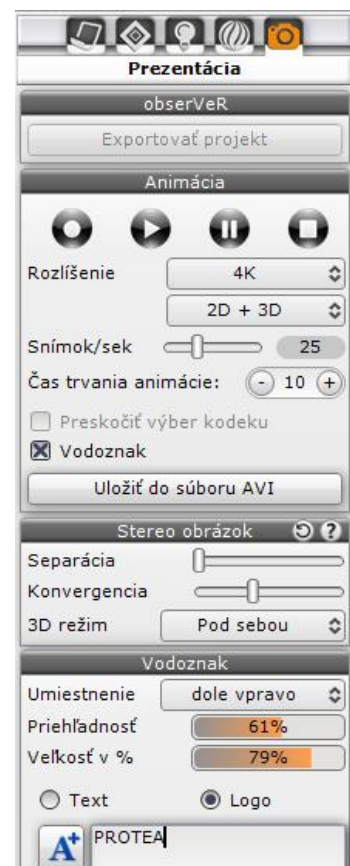 Prezentácia
obserVeR
Exportovať projekt
Animácia
Rozlíšenie 4K
2D + 3D
Snímok/sek 25
Čas trvania animácie: - 10 +
Preskočiť výber kodeku
Vodoznak
Uložiť do súboru AVI
Stereo obrázok ?
Separácia
Konvergencia
3D režim Pod sebou
Vodoznak
Umiestnenie dole vpravo
Priehľadnosť 61%
Veľkosť v % 79%
Text Logo
A+ PROTEA